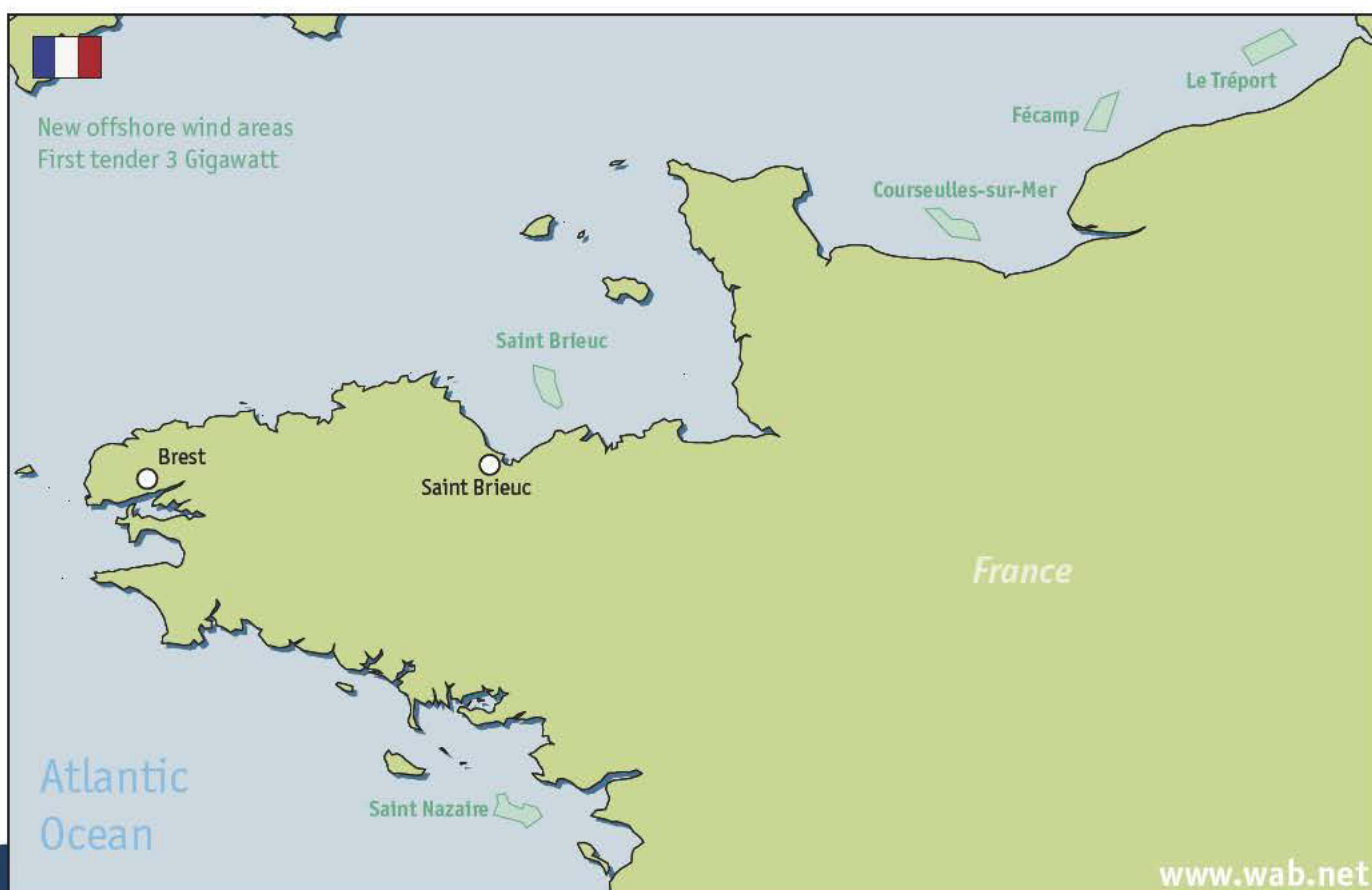 New offshore wind areas
First tender 3 Gigawatt
Le Tréport
Fécamp
Courseulles-sur-Mer
Saint Brieuc
Brest
Saint Brieuc
France
Atlantic
Ocean
Saint Nazaire
www.wab.net